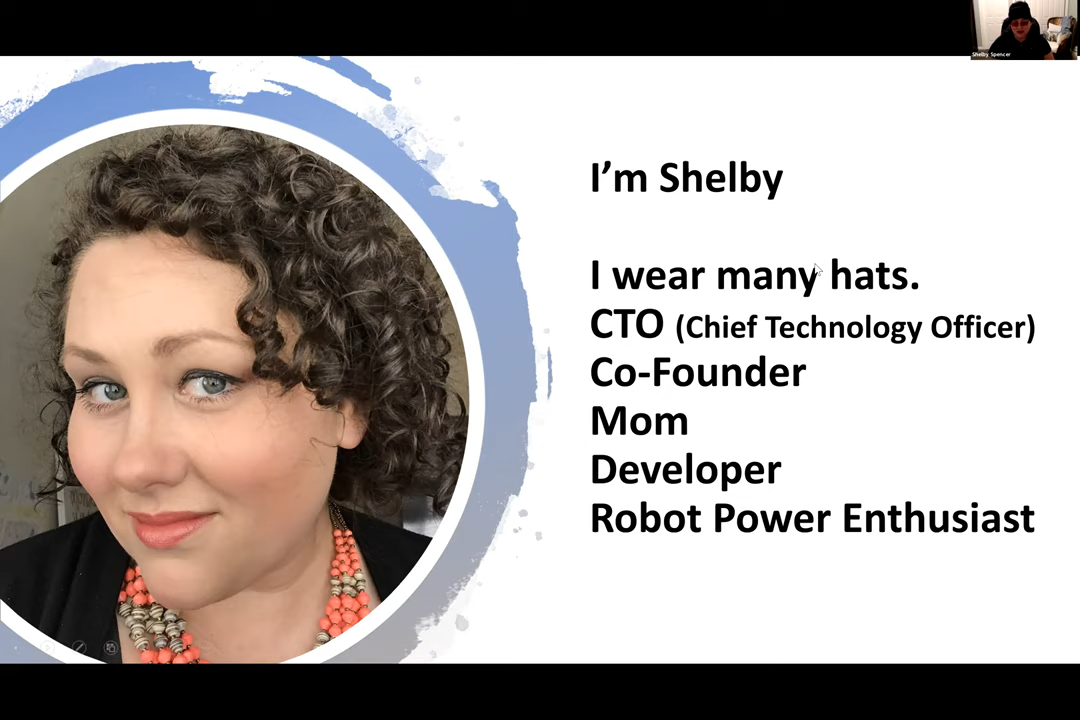 Shelby Spencer
I’m Shelby
I wear many hats.
CTO (Chief Technology Officer)
Co-Founder
Mom
Developer
Robot Power Enthusiast